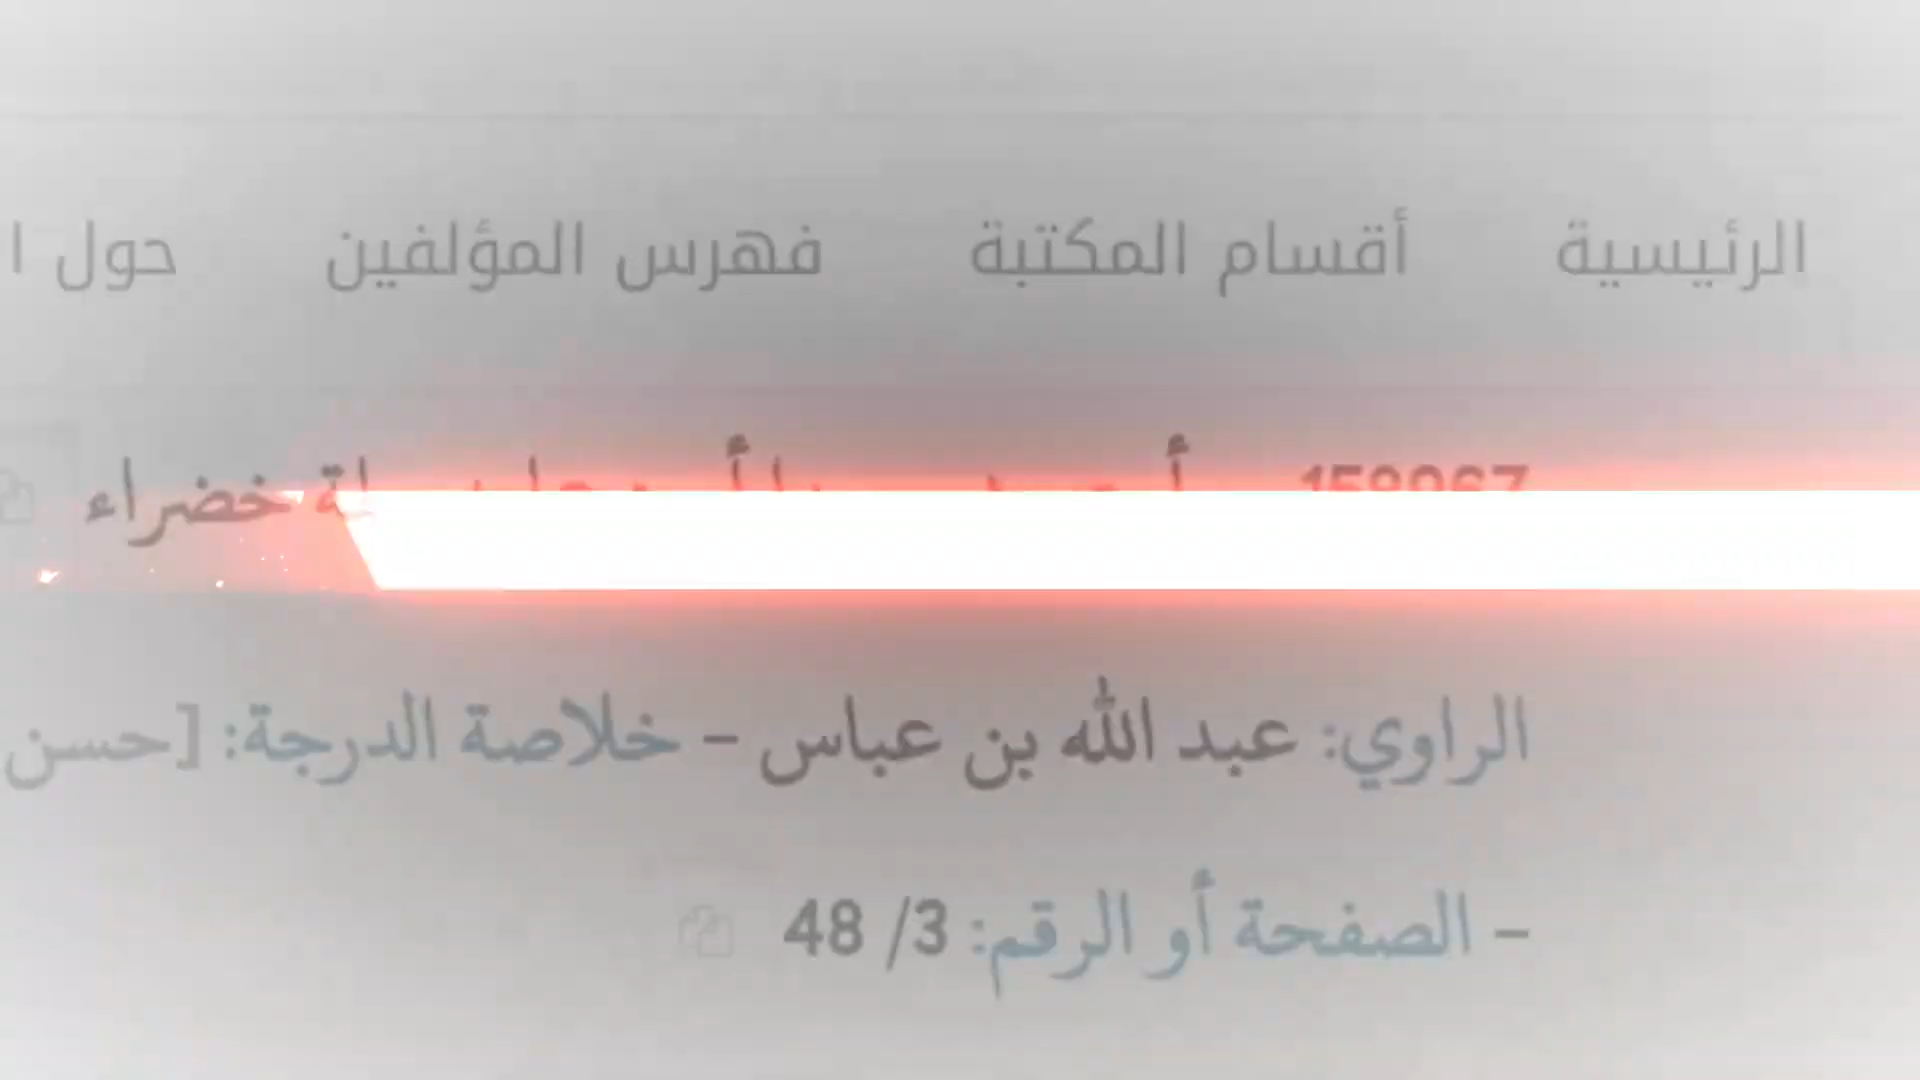 الرئيسية أقسام المكتبة فهرس المؤلفين حول ا
خضراء
الراوي: عبد الله بن عباس – خلاصة الدرجة: [حسن
– الصفحة أو الرقم: 3/ 48